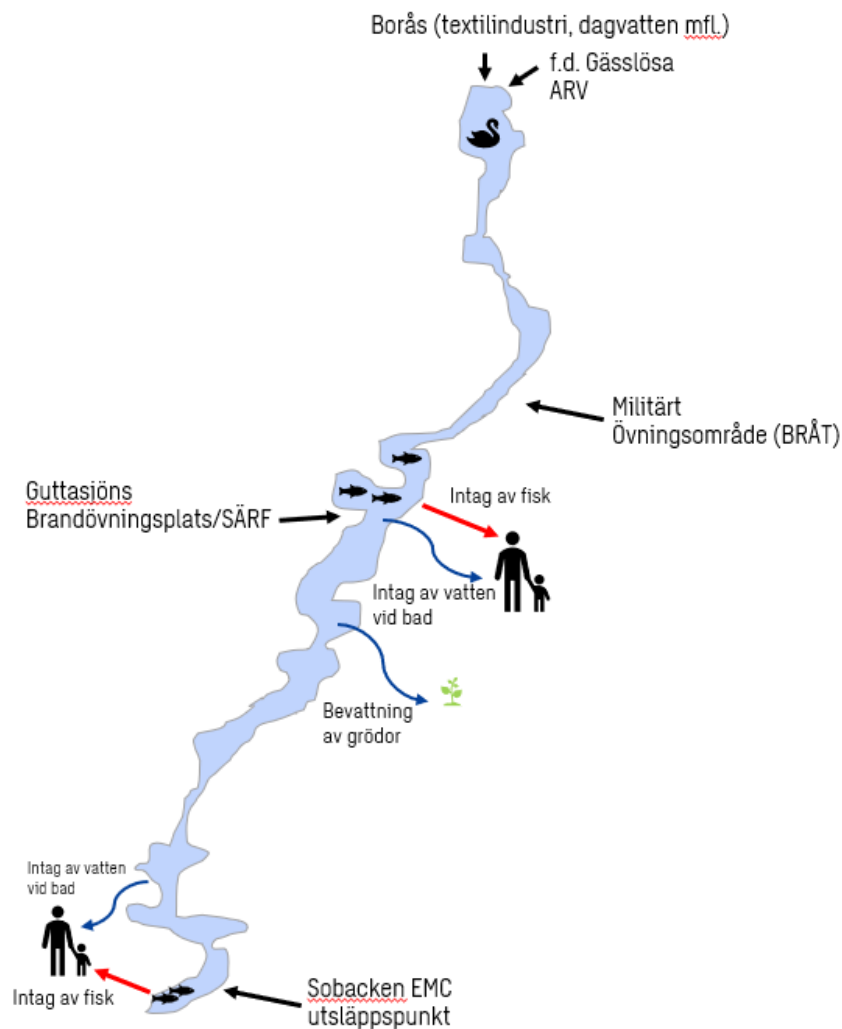 Borås (textilindustri, dagvatten mfl.)
f.d. Gässlösa
ARV
Militärt
Övningsområde (BRÅT)
Guttasjöns
Brandövningsplats/SÄRF
Intag av fisk
Intag av vatten
vid bad
Bevattning
av grödor
Intag av vatten
vid bad
Intag av fisk
Sobacken EMC
utsläppspunkt